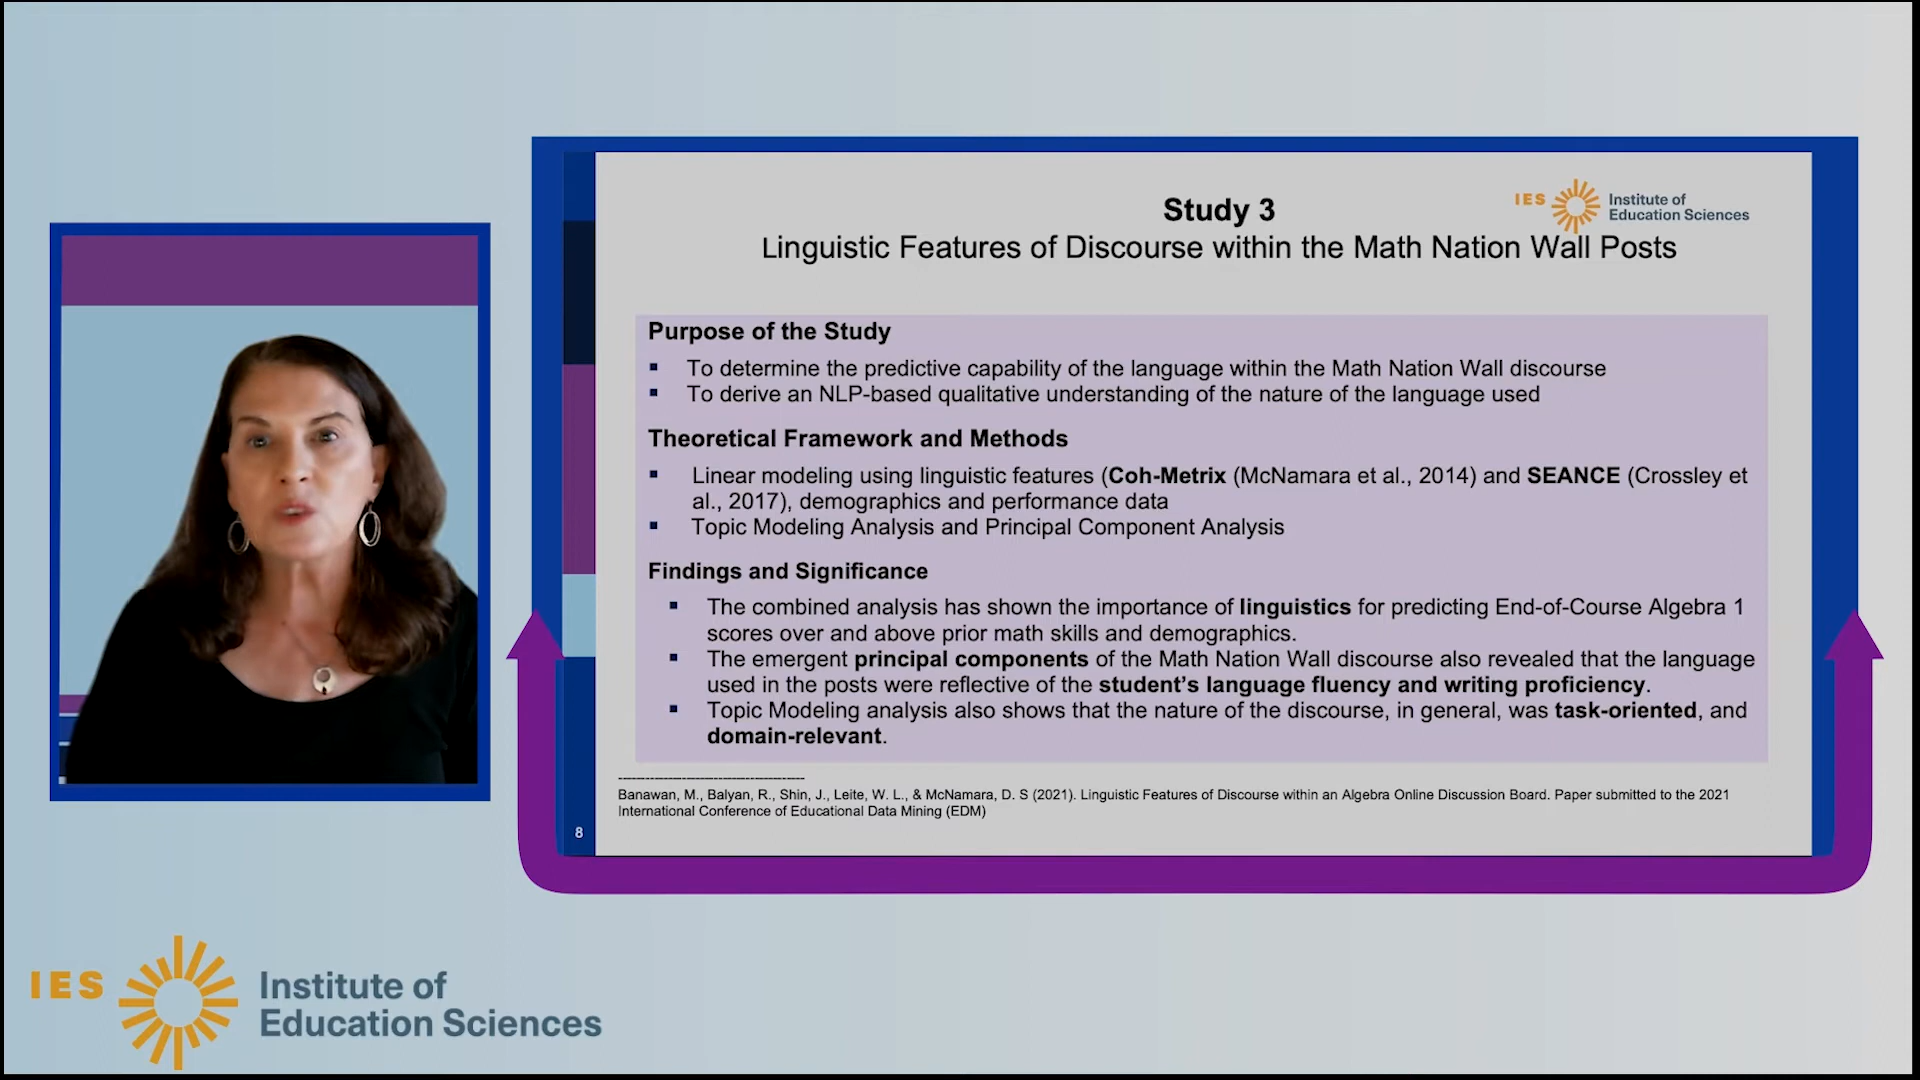 Study 3
IES Institute of
Education Sciences
Linguistic Features of Discourse within the Math Nation Wall Posts
Purpose of the Study
▪ To determine the predictive capability of the language within the Math Nation Wall discourse
▪ To derive an NLP-based qualitative understanding of the nature of the language used
Theoretical Framework and Methods
▪ Linear modeling using linguistic features (Coh-Metrix (McNamara et al., 2014) and SEANCE (Crossley et
al., 2017), demographics and performance data
▪ Topic Modeling Analysis and Principal Component Analysis
Findings and Significance
▪ The combined analysis has shown the importance of linguistics for predicting End-of-Course Algebra 1
scores over and above prior math skills and demographics.
▪ The emergent principal components of the Math Nation Wall discourse also revealed that the language
used in the posts were reflective of the student’s language fluency and writing proficiency.
▪ Topic Modeling analysis also shows that the nature of the discourse, in general, was task-oriented, and
domain-relevant.
Banawan, M., Balyan, R., Shin, J., Leite, W. L., & McNamara, D. S (2021). Linguistic Features of Discourse within an Algebra Online Discussion Board. Paper submitted to the 2021
International Conference of Educational Data Mining (EDM)
8
IES Institute of
Education Sciences